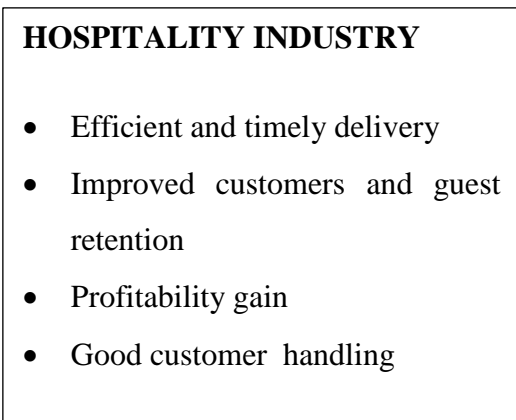 HOSPITALITY INDUSTRY
• Efficient and timely delivery
• Improved customers and guest
retention
• Profitability gain
• Good customer handling